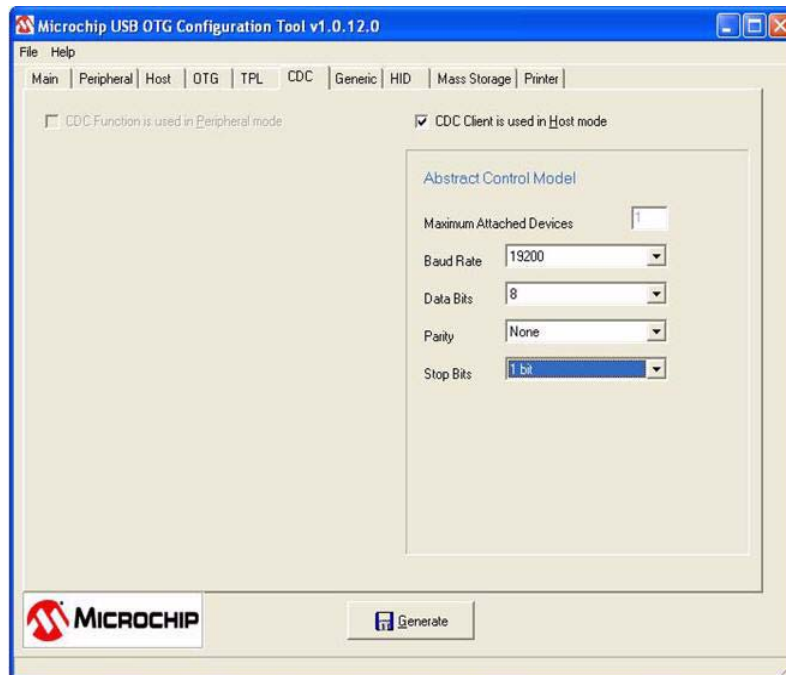 Microchip USB OTG Configuration Tool v1.0.12.0
File Help
Main Peripheral Host OTG TPL CDC Generic HID Mass Storage Printer
CDC Function is used in Peripheral mode CDC Client is used in Host mode
Abstract Control Model
Maximum Attached Devices 1
Baud Rate 19200
Data Bits 8
Parity None
Stop Bits 1 bit
MICROCHIP Generate